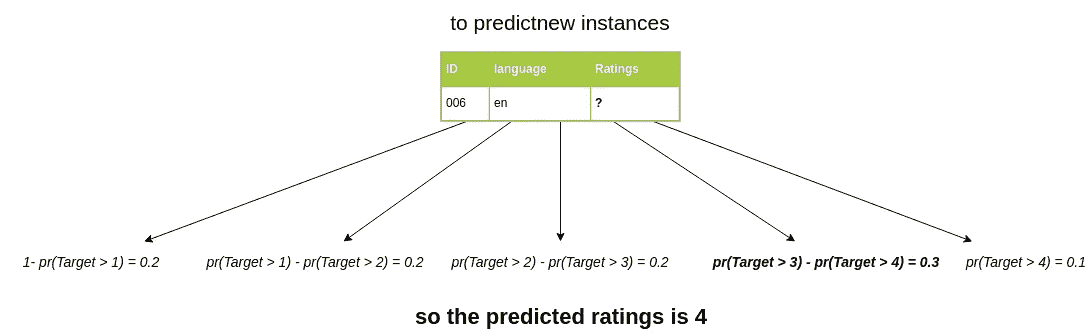 to predictnew instances
ID language Ratings
006 en ?
1- pr(Target > 1) = 0.2 pr(Target > 1) - pr(Target > 2) = 0.2 pr(Target > 2) - pr(Target > 3) = 0.2 pr(Target > 3) - pr(Target > 4) = 0.3 pr(Target > 4) = 0.1
so the predicted ratings is 4